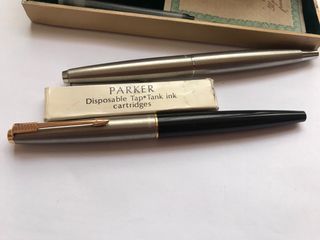 PARKER
Disposable Tap•Tank ink
cartridges